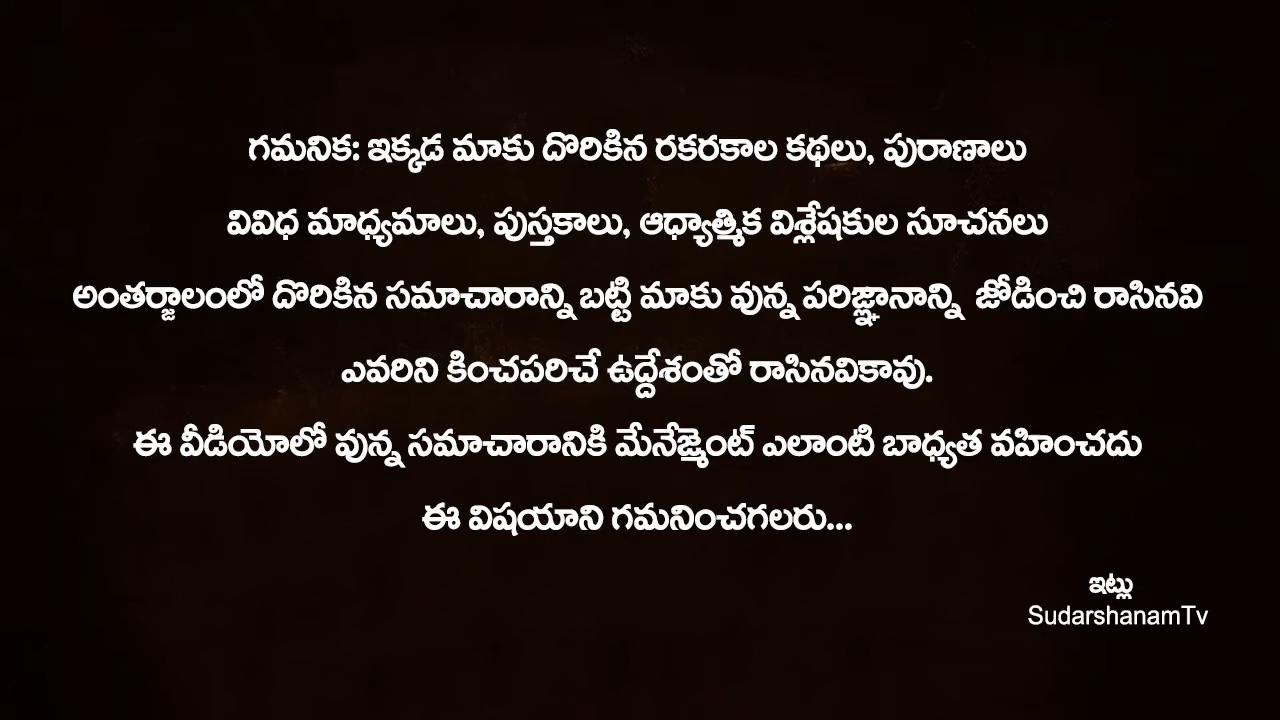 గమనిక: ఇక్కడ మాకు దొరికిన రకరకాల కథలు, పురాణాలు
వివిధ మాధ్యమాలు, పుస్తకాలు, ఆధ్యాత్మిక విశ్లేషకుల సూచనలు
అంతర్జాలంలో దొరికిన సమాచారాన్ని బట్టి మాకు వున్న పరిజ్ఞానాన్ని జోడించి రాసినవి
ఎవరిని కించపరిచే ఉద్దేశంతో రాసినవికావు.
ఈ వీడియోలో వున్న సమాచారానికి మేనేజ్మెంట్ ఎలాంటి బాధ్యత వహించదు
ఈ విషయాని గమనించగలరు...
ఇట్లు
SudarshanamTv